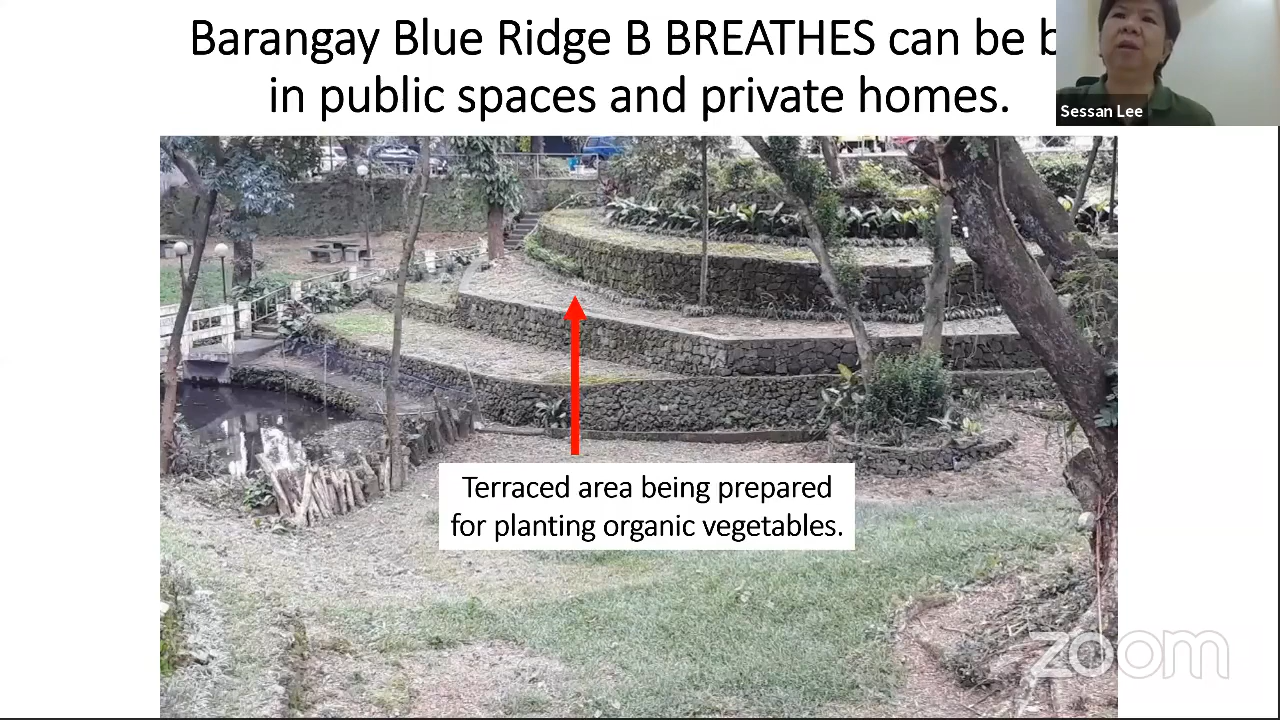 Barangay Blue Ridge B BREATHES can be
in public spaces and private homes.
Sessan Lee
Terraced area being prepared
for planting organic vegetables.
zoom